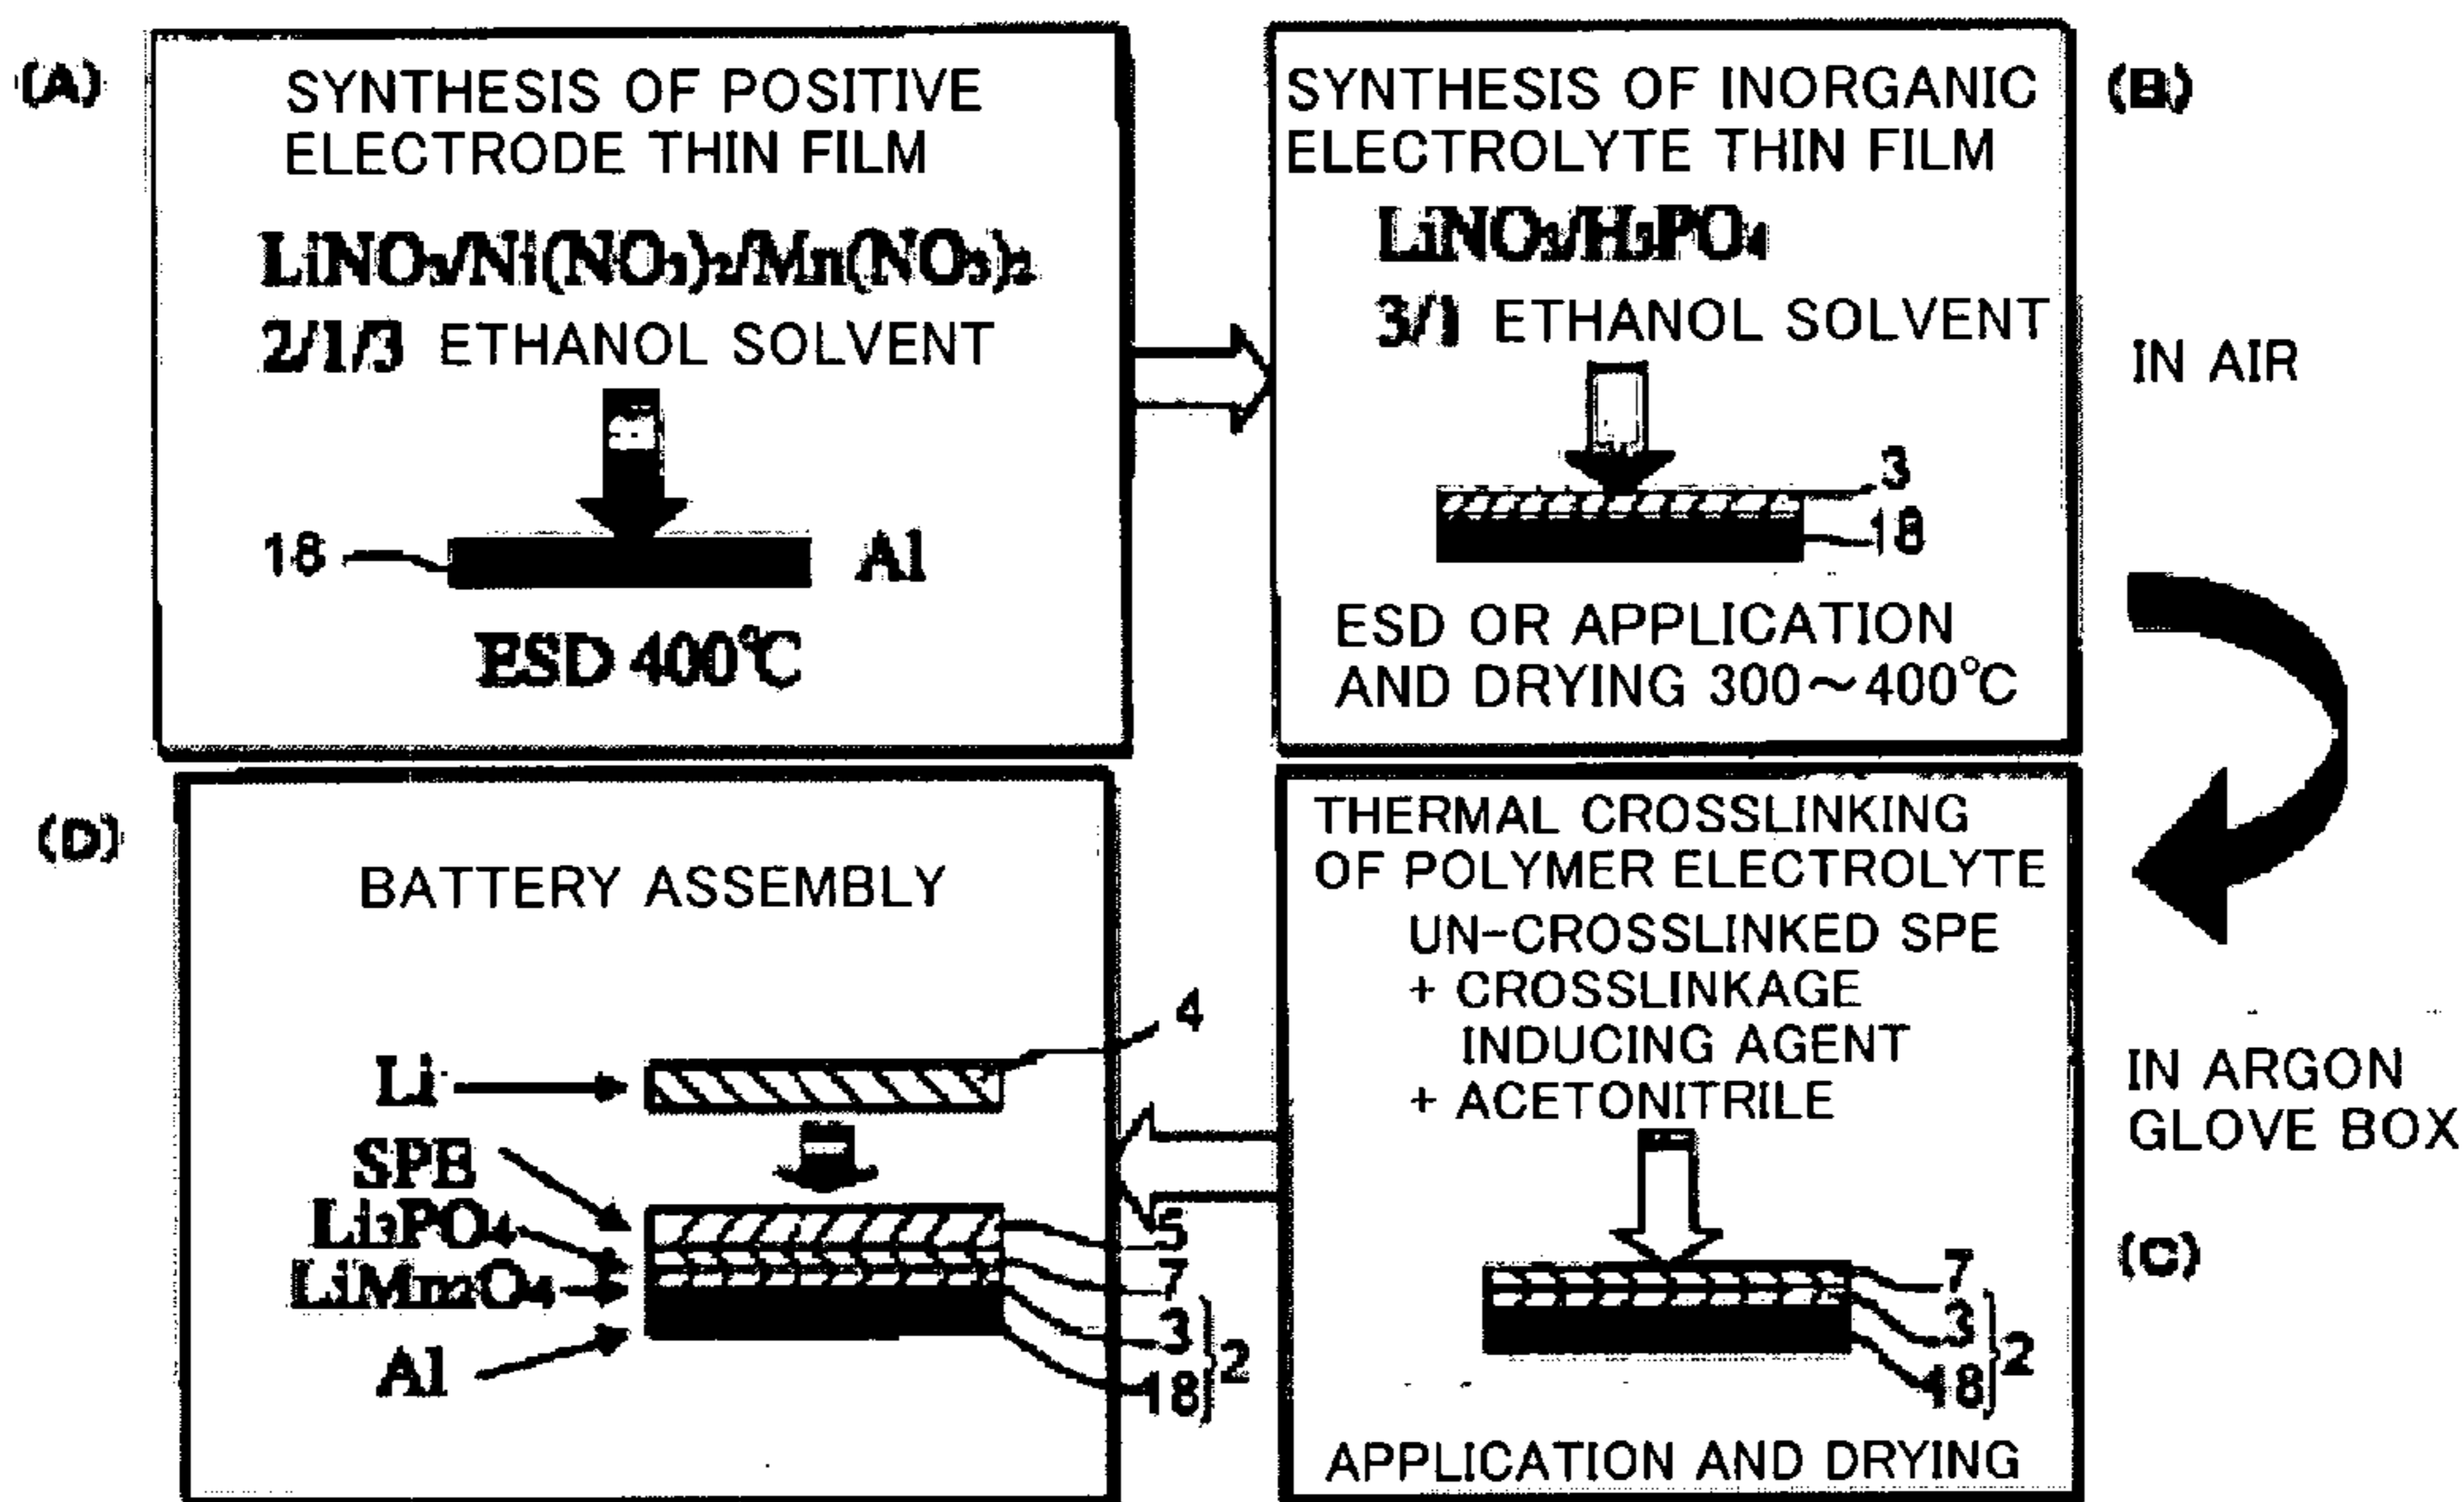 (A)
SYNTHESIS OF POSITIVE
ELECTRODE THIN FILM
LiNO₃/Ni(NO₃)₂/Mn(NO₃)₂
2/1/3 ETHANOL SOLVENT
18
Al
ESD 400℃
(B)
SYNTHESIS OF INORGANIC
ELECTROLYTE THIN FILM
LiNO₃/H₃PO₄
3/1 ETHANOL SOLVENT
3
18
ESD OR APPLICATION
AND DRYING 300～400℃
IN AIR
THERMAL CROSSLINKING
OF POLYMER ELECTROLYTE
UN-CROSSLINKED SPE
+ CROSSLINKAGE
INDUCING AGENT
+ ACETONITRILE
7
3
18
2
APPLICATION AND DRYING
IN ARGON
GLOVE BOX
(C)
(D)
BATTERY ASSEMBLY
4
Li
SPE
Li₃PO₄
LiMn₂O₄
Al
5
7
3
18
2